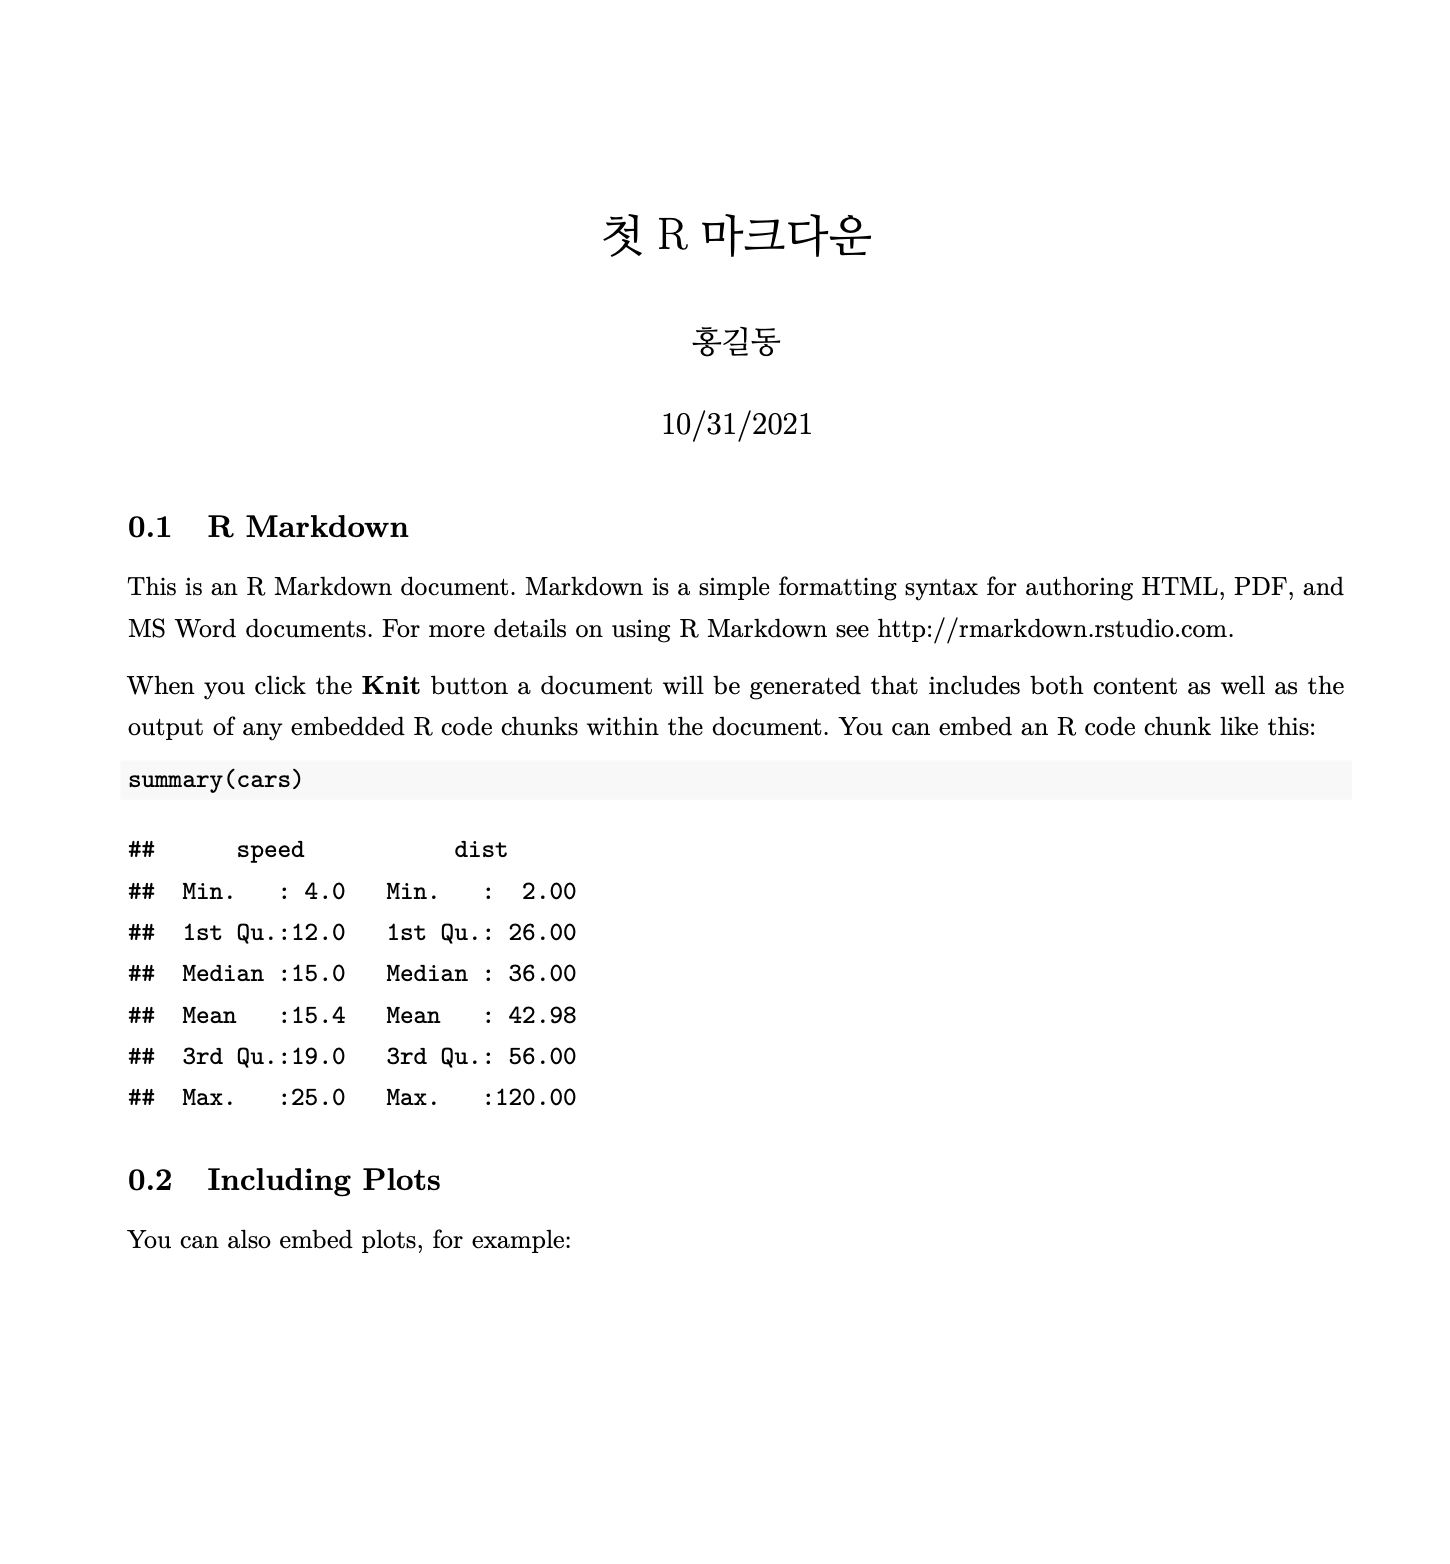 첫 R 마크다운
홍길동
10/31/2021
0.1 R Markdown
This is an R Markdown document. Markdown is a simple formatting syntax for authoring HTML, PDF, and
MS Word documents. For more details on using R Markdown see http://rmarkdown.rstudio.com.
When you click the Knit button a document will be generated that includes both content as well as the
output of any embedded R code chunks within the document. You can embed an R code chunk like this:
summary(cars)
##      speed           dist
##  Min.   : 4.0   Min.   :  2.00
##  1st Qu.:12.0   1st Qu.: 26.00
##  Median :15.0   Median : 36.00
##  Mean   :15.4   Mean   : 42.98
##  3rd Qu.:19.0   3rd Qu.: 56.00
##  Max.   :25.0   Max.   :120.00
0.2 Including Plots
You can also embed plots, for example: